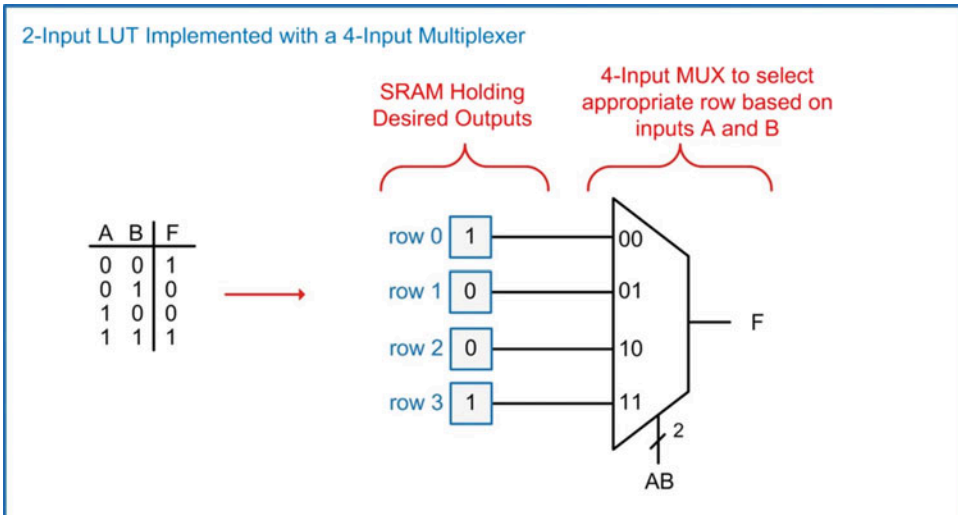 2-Input LUT Implemented with a 4-Input Multiplexer
SRAM Holding
Desired Outputs
4-Input MUX to select
appropriate row based on
inputs A and B
A B F
0 0 1
0 1 0
1 0 0
1 1 1
row 0 1 00
row 1 0 01
row 2 0 10
row 3 1 11
F
2
AB